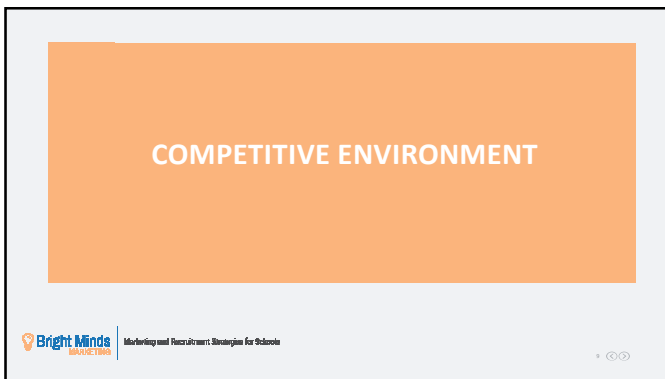 COMPETITIVE ENVIRONMENT
Bright Minds
MARKETING
Marketing and Recruitment Strategies for Schools